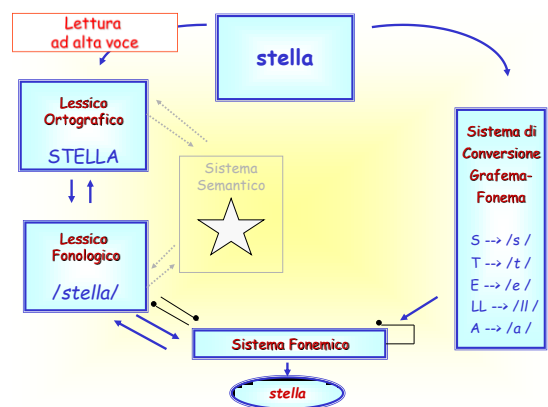 Lettura
ad alta voce
stella
Lessico
Ortografico
STELLA
Sistema
Semantico
Lessico
Fonologico
/stella/
Sistema di
Conversione
Grafema-
Fonema
S --> /s /
T --> /t /
E --> /e /
LL --> /ll /
A --> /a /
Sistema Fonemico
stella